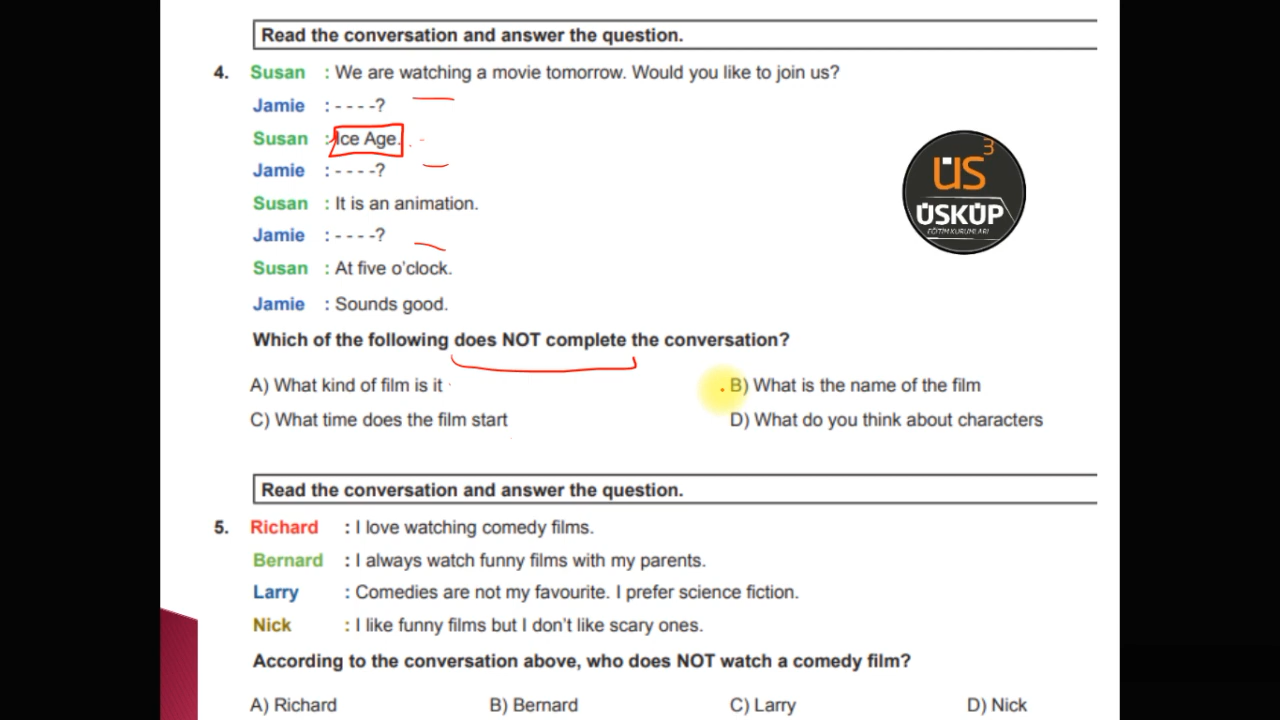 Read the conversation and answer the question.
4. Susan : We are watching a movie tomorrow. Would you like to join us?
Jamie : - - - -?
Susan : Ice Age.
Jamie : - - - -?
Susan : It is an animation.
Jamie : - - - -?
Susan : At five o'clock.
Jamie : Sounds good.
Which of the following does NOT complete the conversation?
A) What kind of film is it B) What is the name of the film
C) What time does the film start D) What do you think about characters
üs3
ÜSKÜP
EĞİTİM KURUMLARI
Read the conversation and answer the question.
5. Richard : I love watching comedy films.
Bernard : I always watch funny films with my parents.
Larry : Comedies are not my favourite. I prefer science fiction.
Nick : I like funny films but I don't like scary ones.
According to the conversation above, who does NOT watch a comedy film?
A) Richard B) Bernard C) Larry D) Nick